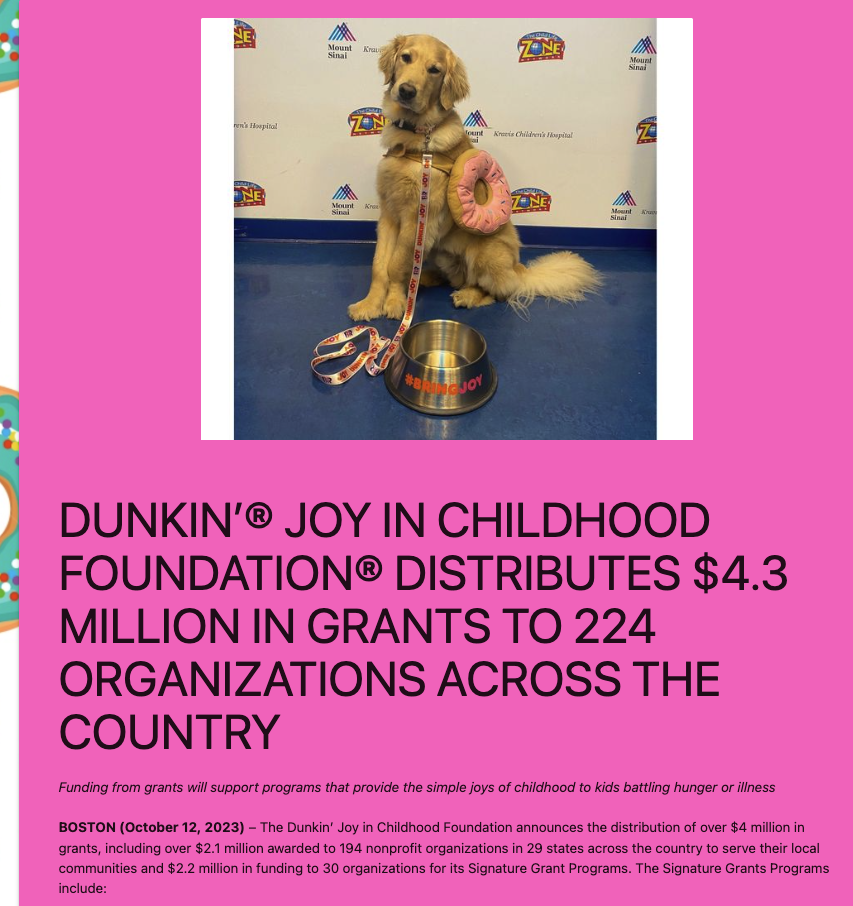 The Child Life
ZONE
Mount
Sinai
Kravis
ZONE
Mount
Sinai
ren's Hospital
ZONE
Mount
Kravis Children's Hospital
ZONE
ZONE
Mount
Sinai
Kravis
ZONE
Mount
Sinai
Kravis
DUNKIN' JOY
#BRINGJOY
DUNKIN'® JOY IN CHILDHOOD
FOUNDATION® DISTRIBUTES $4.3
MILLION IN GRANTS TO 224
ORGANIZATIONS ACROSS THE
COUNTRY
Funding from grants will support programs that provide the simple joys of childhood to kids battling hunger or illness
BOSTON (October 12, 2023) – The Dunkin' Joy in Childhood Foundation announces the distribution of over $4 million in
grants, including over $2.1 million awarded to 194 nonprofit organizations in 29 states across the country to serve their local
communities and $2.2 million in funding to 30 organizations for its Signature Grant Programs. The Signature Grants Programs
include: